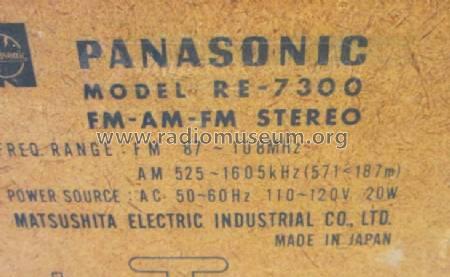 PANASONIC
MODEL RE-7300
FM-AM-FM STEREO
FREQ. RANGE: FM 87~108MHz
AM 525~1605kHz (571~187m)
POWER SOURCE: AC 50-60Hz 110-120V 20W
MATSUSHITA ELECTRIC INDUSTRIAL CO., LTD.
MADE IN JAPAN
www.radiomuseum.org